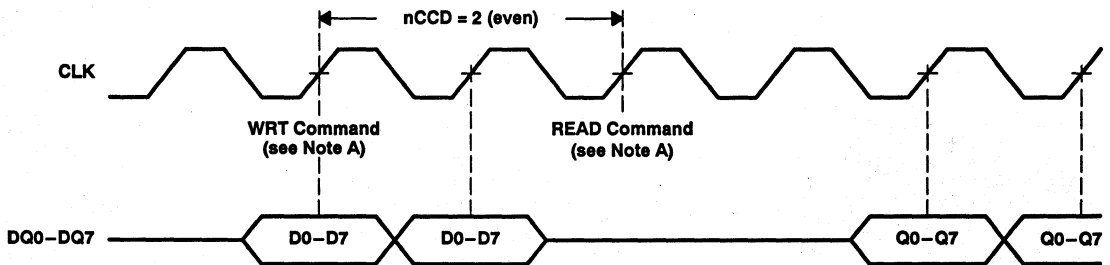 nCCD = 2 (even)
CLK
WRT Command
(see Note A)
READ Command
(see Note A)
DQ0–DQ7
D0–D7
D0–D7
Q0–Q7
Q0–Q7